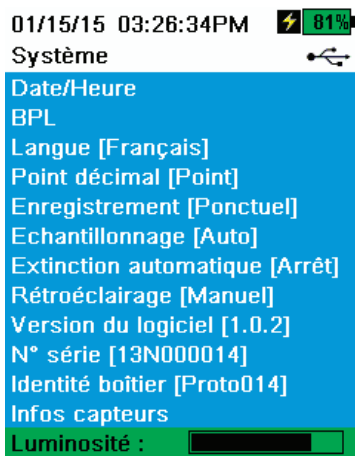 01/15/15 03:26:34PM 81%
Système
Date/Heure
BPL
Langue [Français]
Point décimal [Point]
Enregistrement [Ponctuel]
Echantillonnage [Auto]
Extinction automatique [Arrêt]
Rétroéclairage [Manuel]
Version du logiciel [1.0.2]
N° série [13N000014]
Identité boîtier [Proto014]
Infos capteurs
Luminosité :